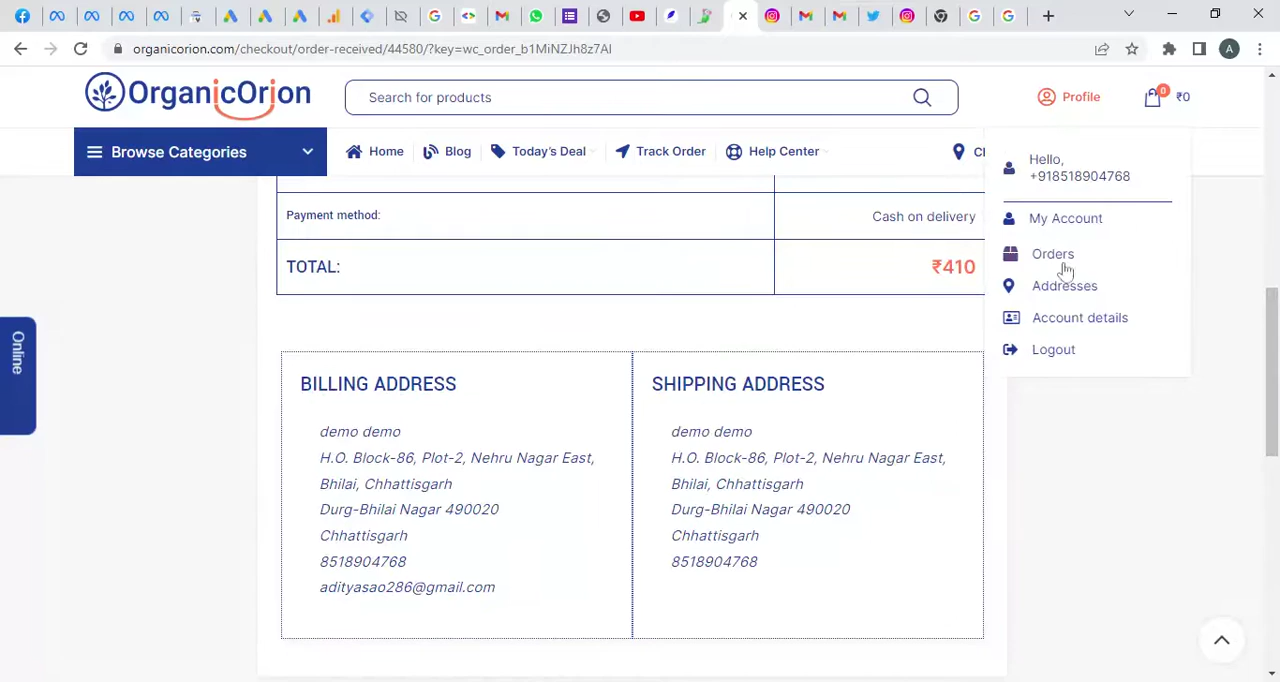 organicorion.com/checkout/order-received/44580/?key=wc_order_b1MiNZJh8z7AI
A
OrganicOrion
Search for products
Profile
0
₹0
Browse Categories
Home
Blog
Today's Deal
Track Order
Help Center
Hello,
+918518904768
My Account
Orders
Addresses
Account details
Logout
Payment method:
Cash on delivery
TOTAL:
₹410
Online
BILLING ADDRESS
demo demo
H.O. Block-86, Plot-2, Nehru Nagar East,
Bhilai, Chhattisgarh
Durg-Bhilai Nagar 490020
Chhattisgarh
8518904768
adityasao286@gmail.com
SHIPPING ADDRESS
demo demo
H.O. Block-86, Plot-2, Nehru Nagar East,
Bhilai, Chhattisgarh
Durg-Bhilai Nagar 490020
Chhattisgarh
8518904768